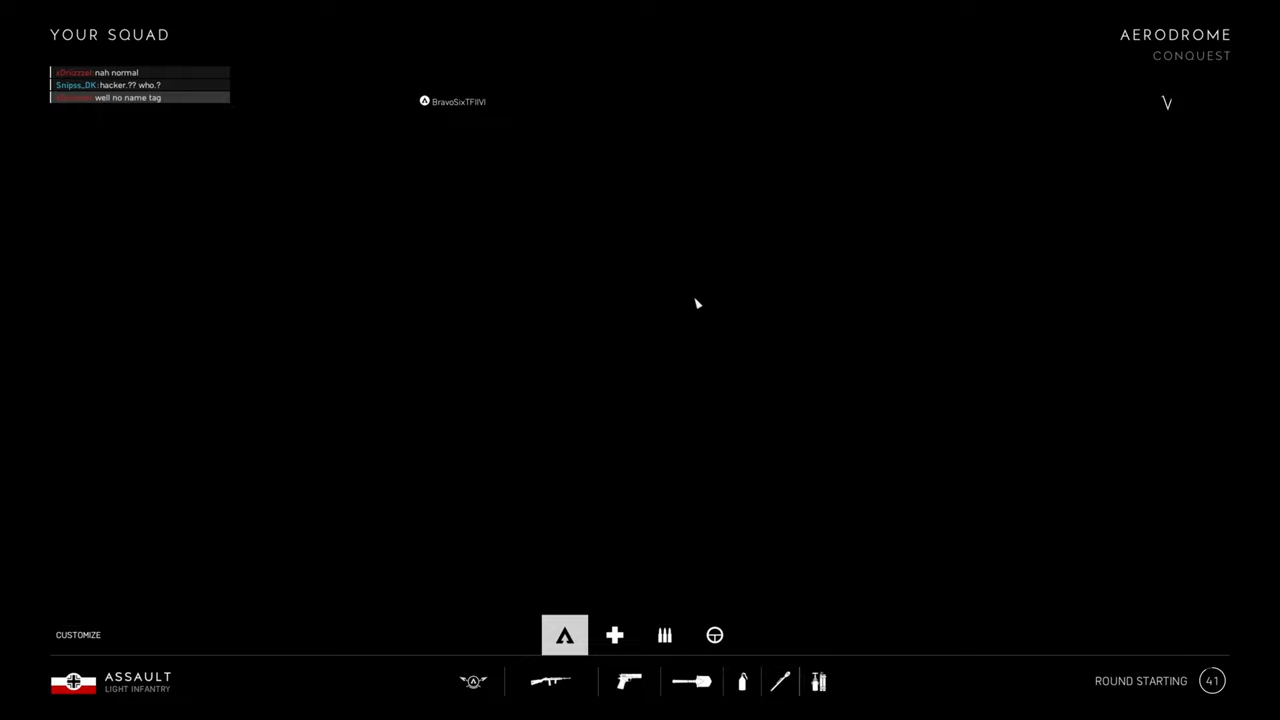 YOUR SQUAD
AERODROME
CONQUEST
nah normal
Snipss_DK: hacker.?? who.?
well no name tag
BravoSixTFIIVI
CUSTOMIZE
ASSAULT
LIGHT INFANTRY
ROUND STARTING 41